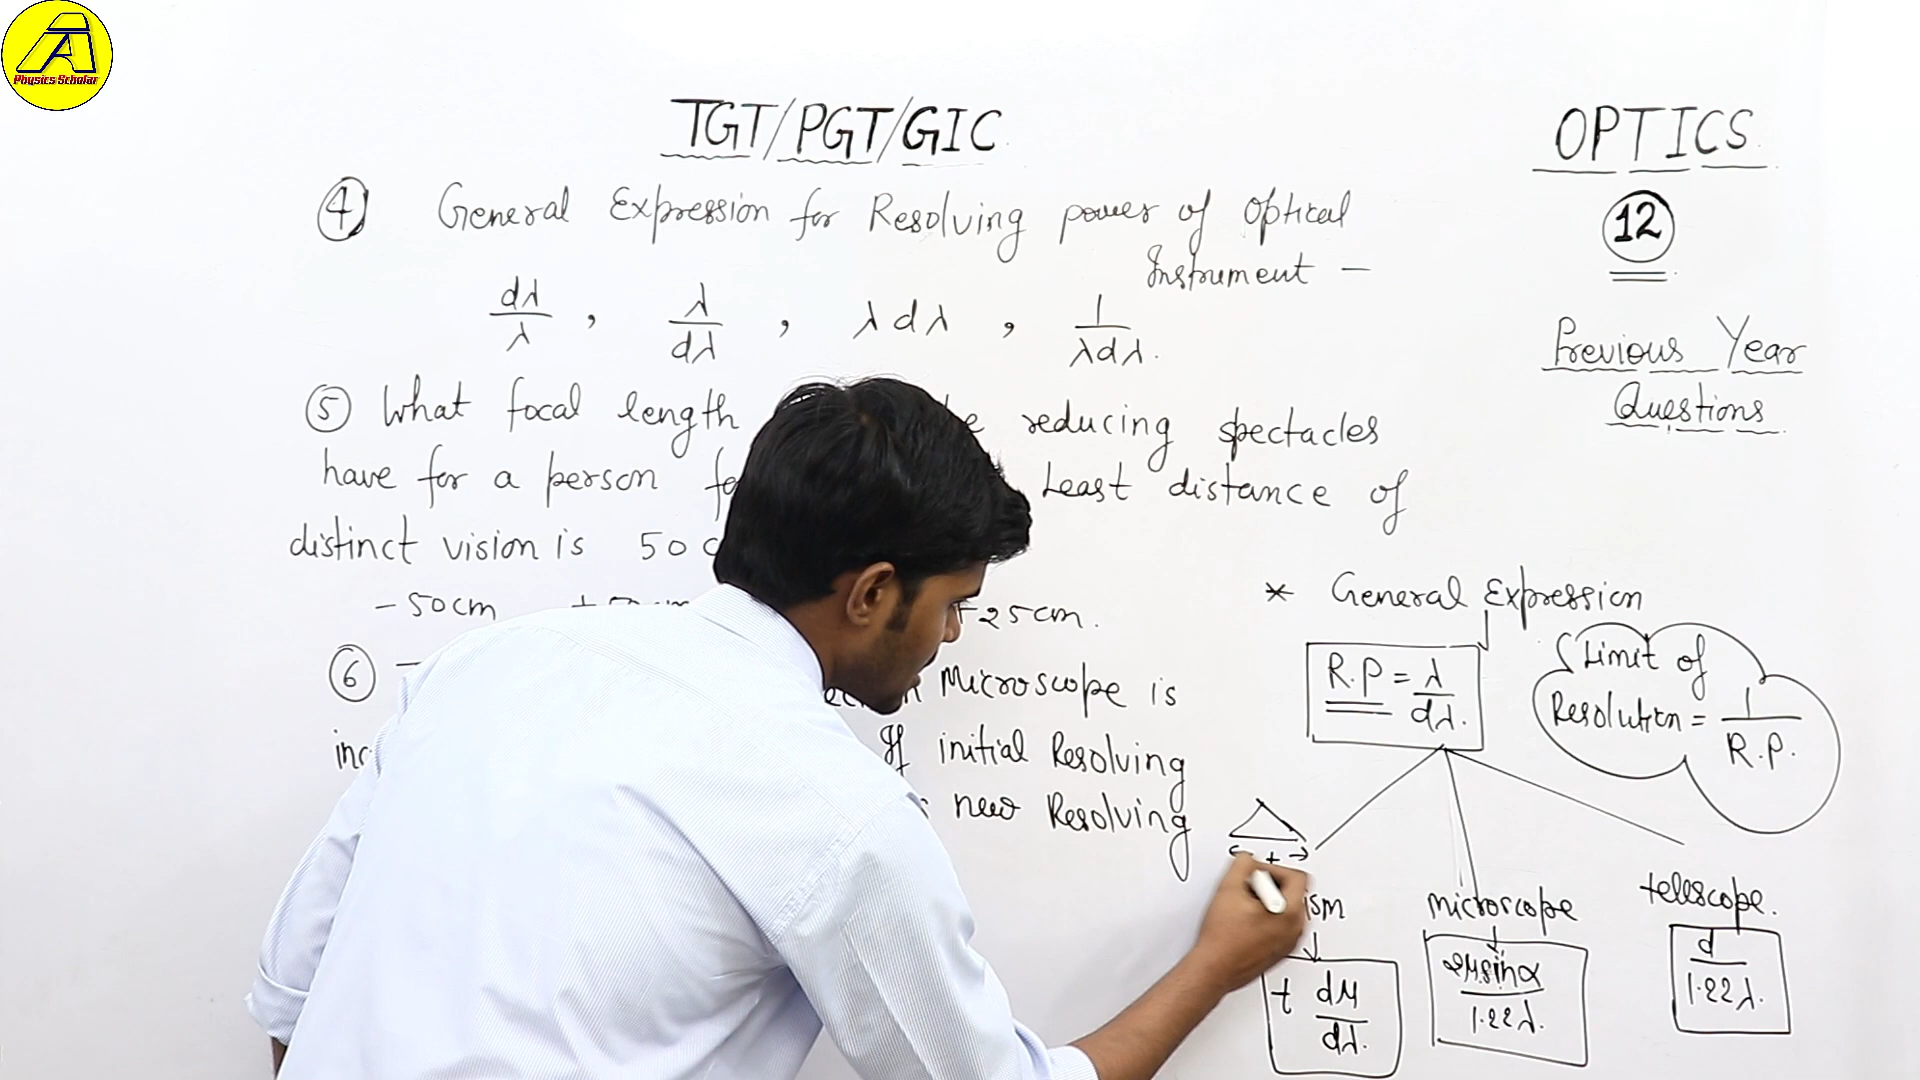 Physics Scholar
TGT/PGT/GIC
OPTICS
12
Previous Year
Questions
4 General Expression for Resolving power of optical
Instrument -
dλ/λ , λ/dλ , λdλ , 1/λdλ.
5 What focal length reducing spectacles
have for a person Least distance of
distinct vision is 50
-50cm +25cm.
6 Microscope is
If initial Resolving
new Resolving
* General Expression
R.P = λ/dλ.
Limit of
Resolution = 1/R.P.
t
microscope
telescope.
t dμ/dλ.
2μsinα/1.22λ.
d/1.22λ.